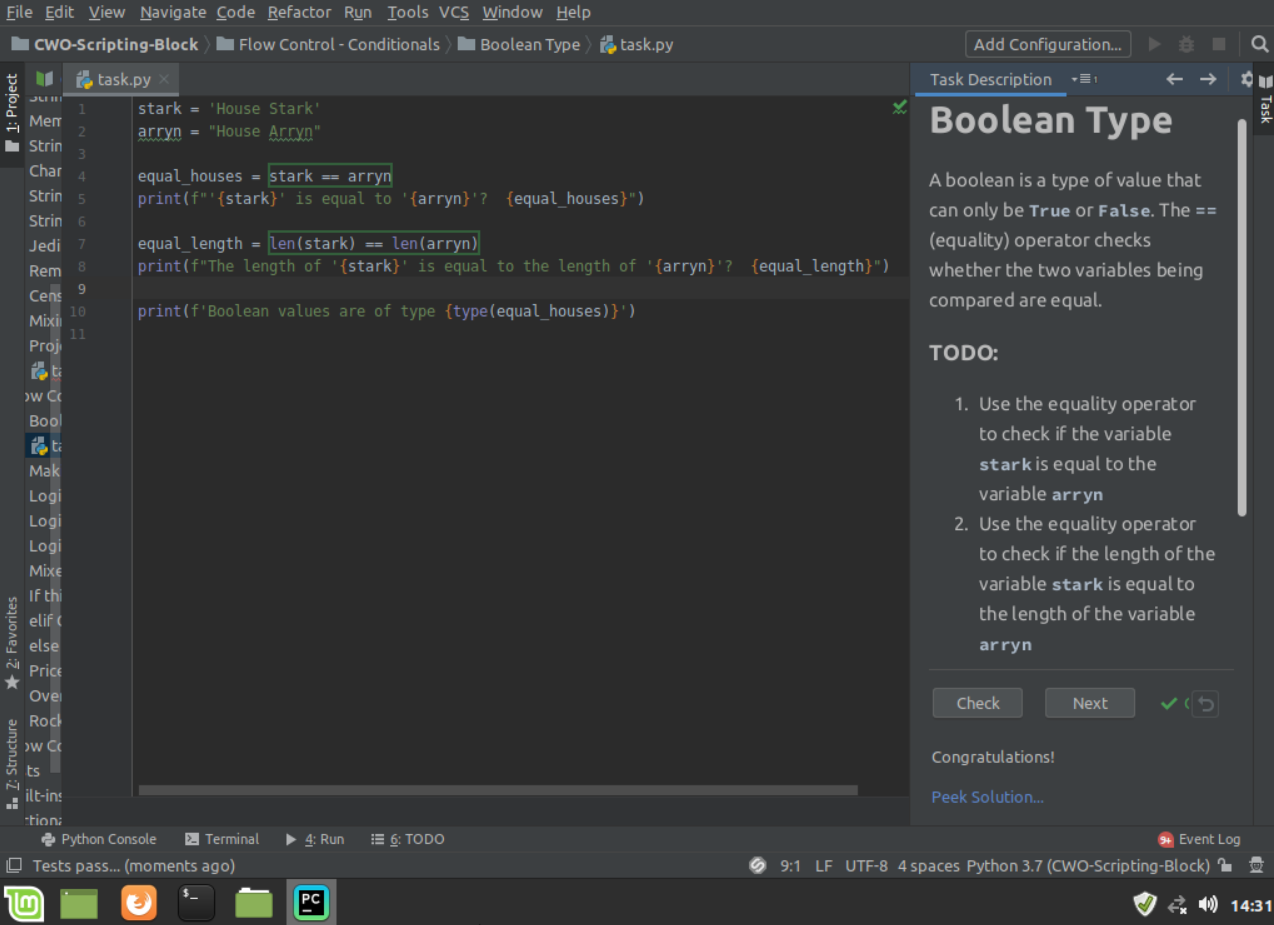 File Edit View Navigate Code Refactor Run Tools VCS Window Help
CWO-Scripting-Block Flow Control - Conditionals Boolean Type task.py Add Configuration...
1: Project
task.py
Task Description
Task
Mem
Strin
Char
Strin
Strin
Jedi
Rem
Cens
Mixi
Proj
ta
ow Co
Bool
ta
Mak
Logi
Logi
Logi
Mixe
If thi
elif
else
Price
Over
Rock
ow Co
ts
ilt-ins
2: Favorites
7: Structure
1 stark = 'House Stark'
2 arryn = "House Arryn"
3
4 equal_houses = stark == arryn
5 print(f"'{stark}' is equal to '{arryn}'?  {equal_houses}")
6
7 equal_length = len(stark) == len(arryn)
8 print(f"The length of '{stark}' is equal to the length of '{arryn}'?  {equal_length}")
9
10 print(f'Boolean values are of type {type(equal_houses)}')
11
Boolean Type
A boolean is a type of value that
can only be True or False. The ==
(equality) operator checks
whether the two variables being
compared are equal.
TODO:
1. Use the equality operator
to check if the variable
stark is equal to the
variable arryn
2. Use the equality operator
to check if the length of the
variable stark is equal to
the length of the variable
arryn
Check Next
Congratulations!
Peek Solution...
Python Console Terminal 4: Run 6: TODO 9+ Event Log
Tests pass... (moments ago) 9:1 LF UTF-8 4 spaces Python 3.7 (CWO-Scripting-Block)
$_ PC 14:31